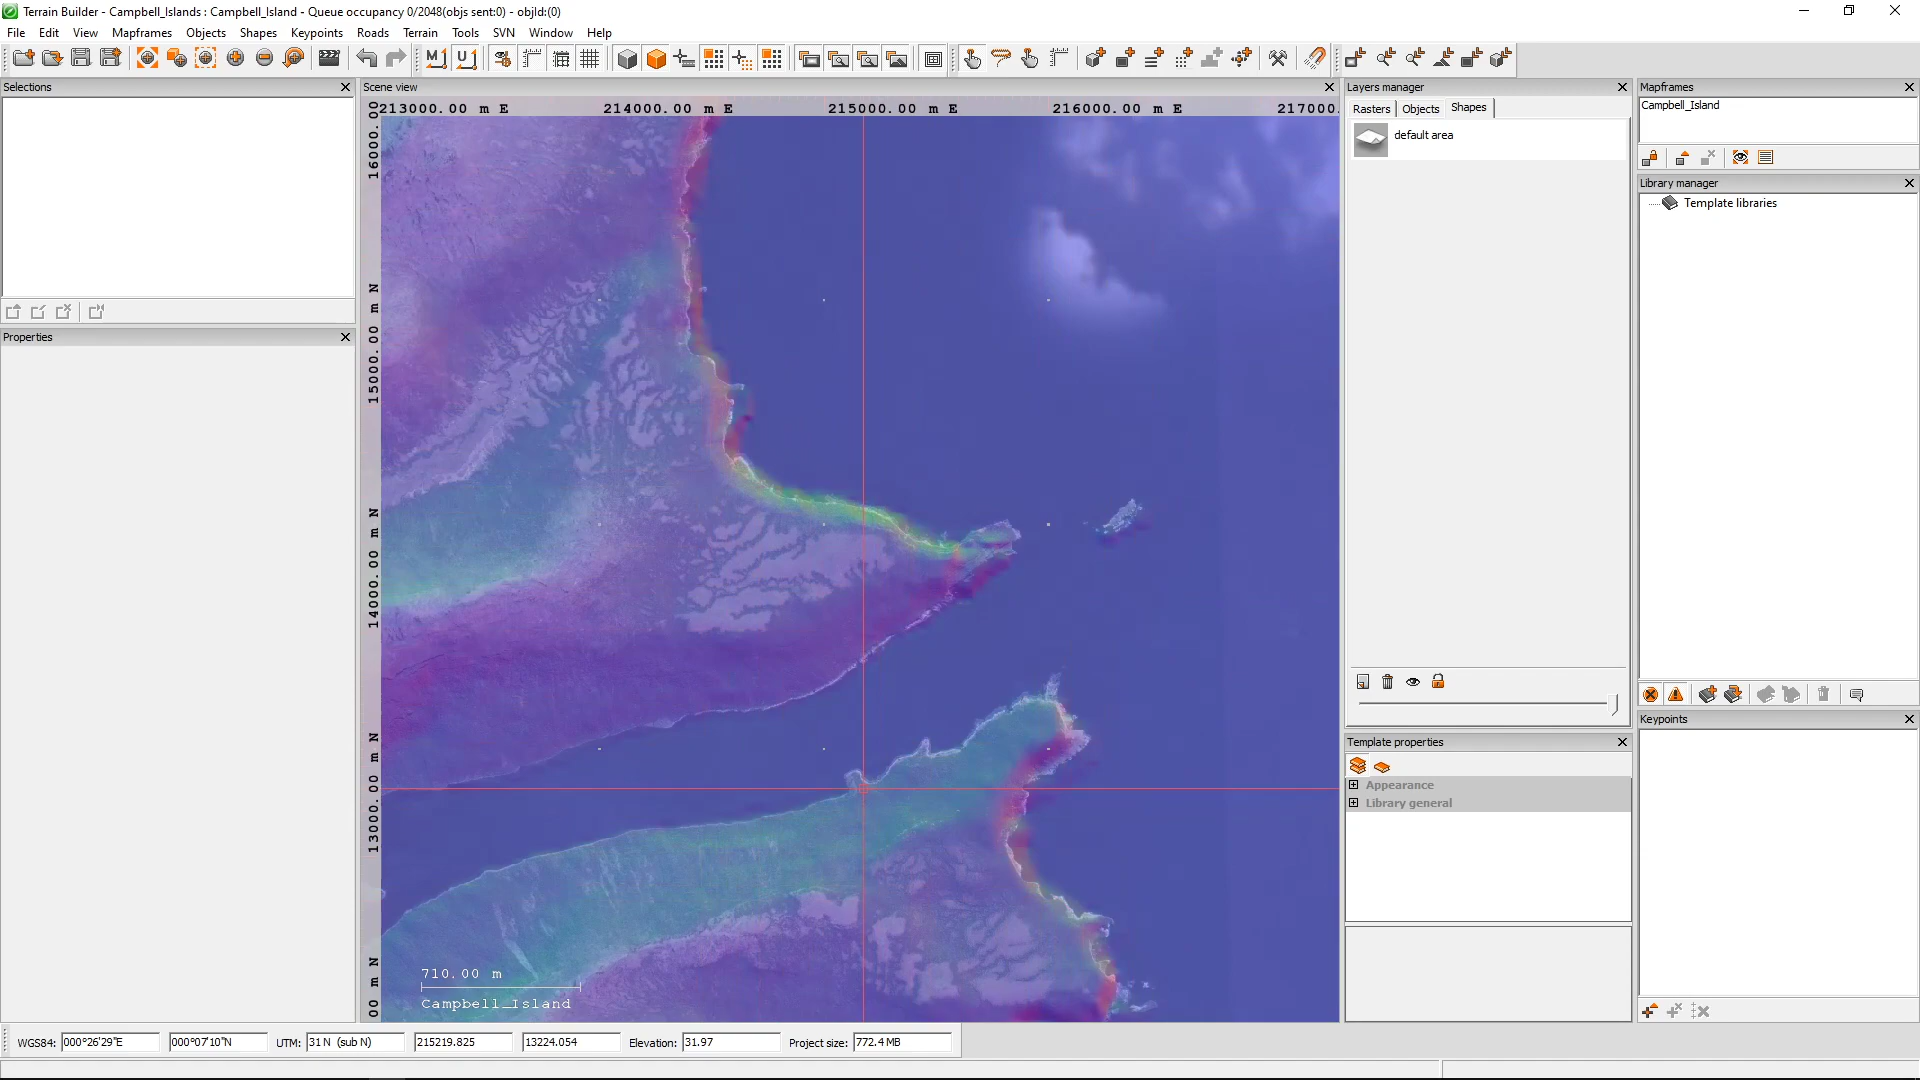 Terrain Builder - Campbell_Islands : Campbell_Island - Queue occupancy 0/2048(objs sent:0) - objId:(0)
File Edit View Mapframes Objects Shapes Keypoints Roads Terrain Tools SVN Window Help
Selections
Scene view
Layers manager
Mapframes
213000.00 m E 214000.00 m E 215000.00 m E 216000.00 m E 217000.
Rasters Objects Shapes
Campbell_Island
default area
Library manager
Template libraries
16000.00
15000.00 m N
14000.00 m N
13000.00 m N
00 m N
Properties
Keypoints
Template properties
Appearance
Library general
710.00 m
Campbell_Island
WGS84: 000°26'29"E 000°07'10"N UTM: 31 N (sub N) 215219.825 13224.054 Elevation: 31.97 Project size: 772.4 MB